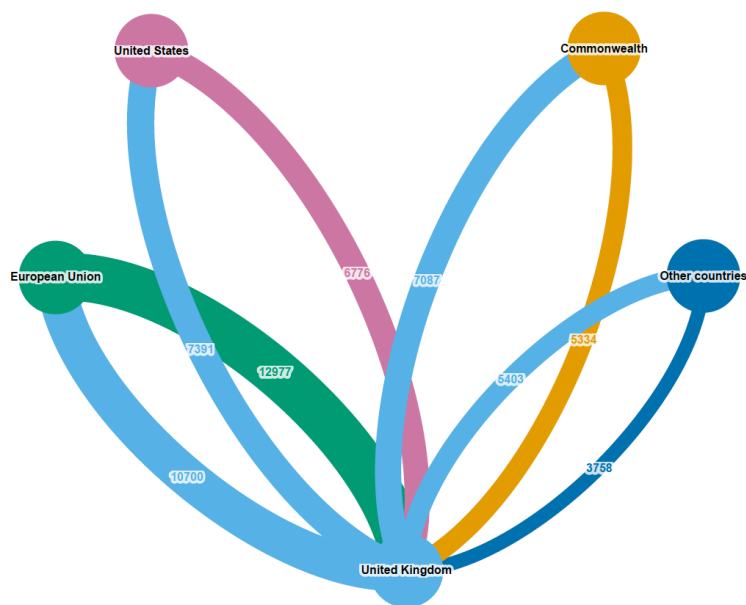 United States
Commonwealth
European Union
Other countries
6776
7087
5334
7391
12977
5403
10700
3758
United Kingdom